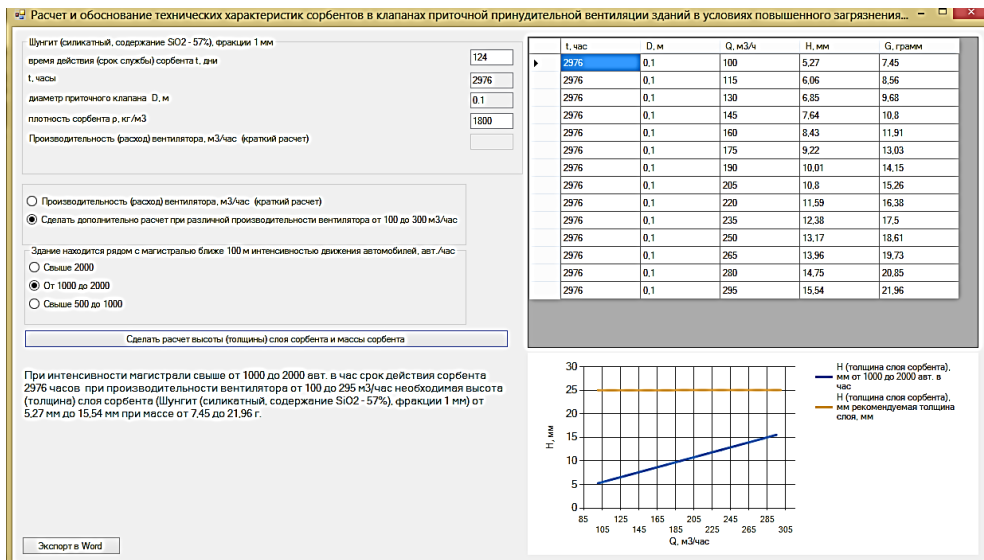 Расчет и обоснование технических характеристик сорбентов в клапанах приточной принудительной вентиляции зданий в условиях повышенного загрязнения...
Шунгит (силикатный, содержание SiO2 - 57%), фракции 1 мм
время действия (срок службы) сорбента t, дни 124
t, часы 2976
диаметр приточного клапана D, м 0.1
плотность сорбента ρ, кг/м3 1800
Производительность (расход) вентилятора, м3/час (краткий расчет)
Производительность (расход) вентилятора, м3/час (краткий расчет)
Сделать дополнительно расчет при различной производительности вентилятора от 100 до 300 м3/час
Здание находится рядом с магистралью ближе 100 м интенсивностью движения автомобилей, авт./час
Свыше 2000
От 1000 до 2000
Свыше 500 до 1000
Сделать расчет высоты (толщины) слоя сорбента и массы сорбента
При интенсивности магистрали свыше от 1000 до 2000 авт. в час срок действия сорбента
2976 часов при производительности вентилятора от 100 до 295 м3/час необходимая высота
(толщина) слоя сорбента (Шунгит (силикатный, содержание SiO2 - 57%), фракции 1 мм) от
5,27 мм до 15,54 мм при массе от 7,45 до 21,96 г.
Экспорт в Word
t, час D, м Q, м3/ч H, мм G, грамм
2976 0,1 100 5,27 7,45
2976 0,1 115 6,06 8,56
2976 0,1 130 6,85 9,68
2976 0,1 145 7,64 10,8
2976 0,1 160 8,43 11,91
2976 0,1 175 9,22 13,03
2976 0,1 190 10,01 14,15
2976 0,1 205 10,8 15,26
2976 0,1 220 11,59 16,38
2976 0,1 235 12,38 17,5
2976 0,1 250 13,17 18,61
2976 0,1 265 13,96 19,73
2976 0,1 280 14,75 20,85
2976 0,1 295 15,54 21,96
30
25
20
15
10
5
0
H, мм
85 125 165 205 245 285
105 145 185 225 265 305
Q, м3/час
H (толщина слоя сорбента),
мм от 1000 до 2000 авт. в
час
H (толщина слоя сорбента),
мм рекомендуемая толщина
слоя, мм